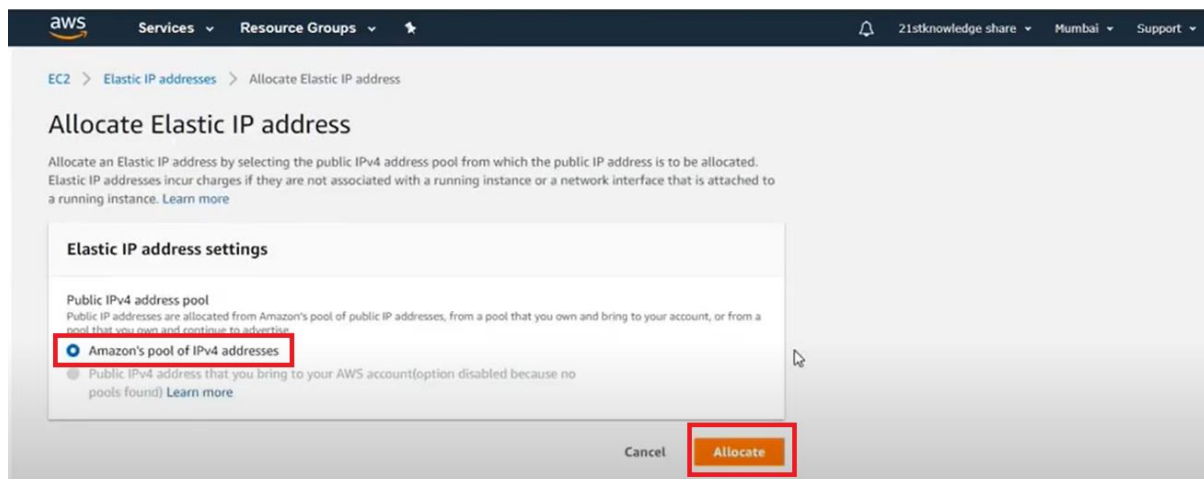 aws Services Resource Groups 21stknowledge share Mumbai Support
EC2 > Elastic IP addresses > Allocate Elastic IP address
Allocate Elastic IP address
Allocate an Elastic IP address by selecting the public IPv4 address pool from which the public IP address is to be allocated.
Elastic IP addresses incur charges if they are not associated with a running instance or a network interface that is attached to
a running instance. Learn more
Elastic IP address settings
Public IPv4 address pool
Public IP addresses are allocated from Amazon's pool of public IP addresses, from a pool that you own and bring to your account, or from a
pool that you own and continue to advertise.
Amazon's pool of IPv4 addresses
Public IPv4 address that you bring to your AWS account(option disabled because no
pools found) Learn more
Cancel Allocate